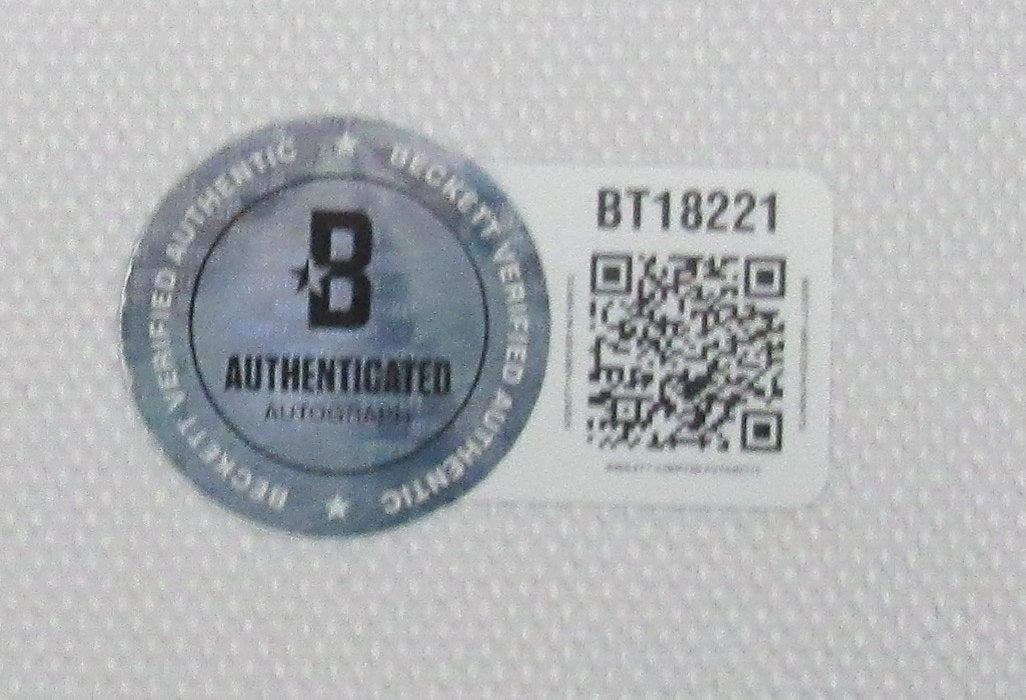 BECKETT VERIFIED AUTHENTIC ★ BECKETT VERIFIED AUTHENTIC ★
B
AUTHENTICATED
AUTOGRAPH
BT18221